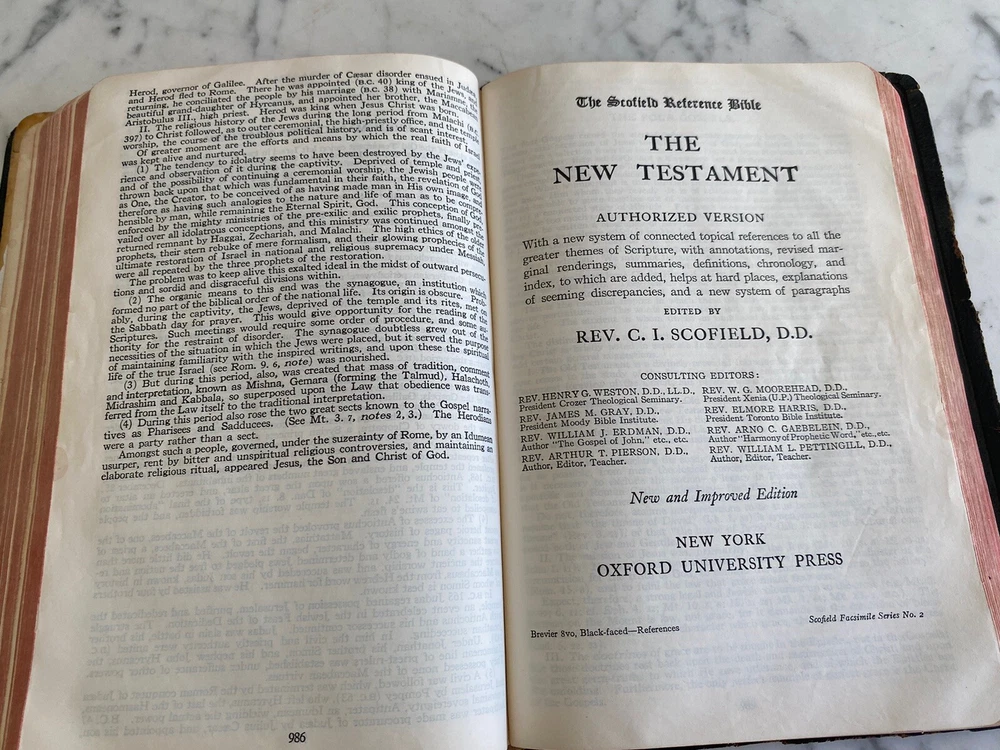 Herod, governor of Galilee. After the murder of Cæsar disorder ensued in Judæa
and Herod fled to Rome. There he was appointed (B.C. 40) king of the Jews and
returning, he conciliated the people by his marriage (B.C. 38) with Mariamne, the
beautiful grand-daughter of Hyrcanus, and appointed her brother, the Maccabean
Aristobulus III., high priest. Herod was king when Jesus Christ was born.
II. The religious history of the Jews during the long period from Malachi (B.C.
397) to Christ followed, as to outer ceremonial, the high-priestly office, and the temple
worship, the course of the troublous political history, and is of scant interest.
Of greater moment are the efforts and means by which the real faith of Israel
was kept alive and nurtured.
(1) The tendency to idolatry seems to have been destroyed by the Jews' expe-
rience and observation of it during the captivity. Deprived of temple and priest
and of the possibility of continuing a ceremonial worship, the Jewish people were
thrown back upon that which was fundamental in their faith, the revelation of God
as One, the Creator, to be conceived of as having made man in His own image, and
therefore as having such analogies to the nature and life of man as to be compre-
hensible by man, while remaining the Eternal Spirit, God. This conception of God,
enforced by the mighty ministries of the pre-exilic and exilic prophets, finally pre-
vailed over all idolatrous conceptions, and this ministry was continued amongst the
returned remnant by Haggai, Zechariah, and Malachi. The high ethics of the older
prophets, their stern rebuke of mere formalism, and their glowing prophecies of the
ultimate restoration of Israel in national and religious supremacy under Messiah,
were all repeated by the three prophets of the restoration.
The problem was to keep alive this exalted ideal in the midst of outward persecu-
tions and sordid and disgraceful divisions within.
(2) The organic means to this end was the synagogue, an institution which
formed no part of the biblical order of the national life. Its origin is obscure. Prob-
ably, during the captivity, the Jews, deprived of the temple and its rites, met on
the Sabbath day for prayer. This would give opportunity for the reading of the
Scriptures. Such meetings would require some order of procedure, and some au-
thority for the restraint of disorder. The synagogue doubtless grew out of the
necessities of the situation in which the Jews were placed, but it served the purpose
of maintaining familiarity with the inspired writings, and upon these the spiritual
life of the true Israel (see Rom. 9. 6, note) was nourished.
(3) But during this period, also, was created that mass of tradition, comment
and interpretation, known as Mishna, Gemara (forming the Talmud), Halachoth,
Midrashim and Kabbala, so superposed upon the Law that obedience was trans-
ferred from the Law itself to the traditional interpretation.
(4) During this period also rose the two great sects known to the Gospel narra-
tives as Pharisees and Sadducees. (See Mt. 3. 7, notes 2, 3.) The Herodians
were a party rather than a sect.
Amongst such a people, governed, under the suzerainty of Rome, by an Idumean
usurper, rent by bitter and unspiritual religious controversies, and maintaining an
elaborate religious ritual, appeared Jesus, the Son and Christ of God.
986
The Scofield Reference Bible
THE
NEW TESTAMENT
AUTHORIZED VERSION
With a new system of connected topical references to all the
greater themes of Scripture, with annotations, revised mar-
ginal renderings, summaries, definitions, chronology, and
index, to which are added, helps at hard places, explanations
of seeming discrepancies, and a new system of paragraphs
EDITED BY
REV. C. I. SCOFIELD, D.D.
CONSULTING EDITORS:
REV. HENRY G. WESTON, D.D., LL.D.,
President Crozer Theological Seminary.
REV. JAMES M. GRAY, D.D.,
President Moody Bible Institute.
REV. WILLIAM J. ERDMAN, D.D.,
Author "The Gospel of John," etc., etc.
REV. ARTHUR T. PIERSON, D.D.,
Author, Editor, Teacher.
REV. W. G. MOOREHEAD, D.D.,
President Xenia (U.P.) Theological Seminary.
REV. ELMORE HARRIS, D.D.,
President Toronto Bible Institute.
REV. ARNO C. GAEBELEIN, D.D.,
Author "Harmony of Prophetic Word," etc., etc.
REV. WILLIAM L. PETTINGILL, D.D.,
Author, Editor, Teacher.
New and Improved Edition
NEW YORK
OXFORD UNIVERSITY PRESS
Scofield Facsimile Series No. 2
Brevier 8vo, Black-faced—References